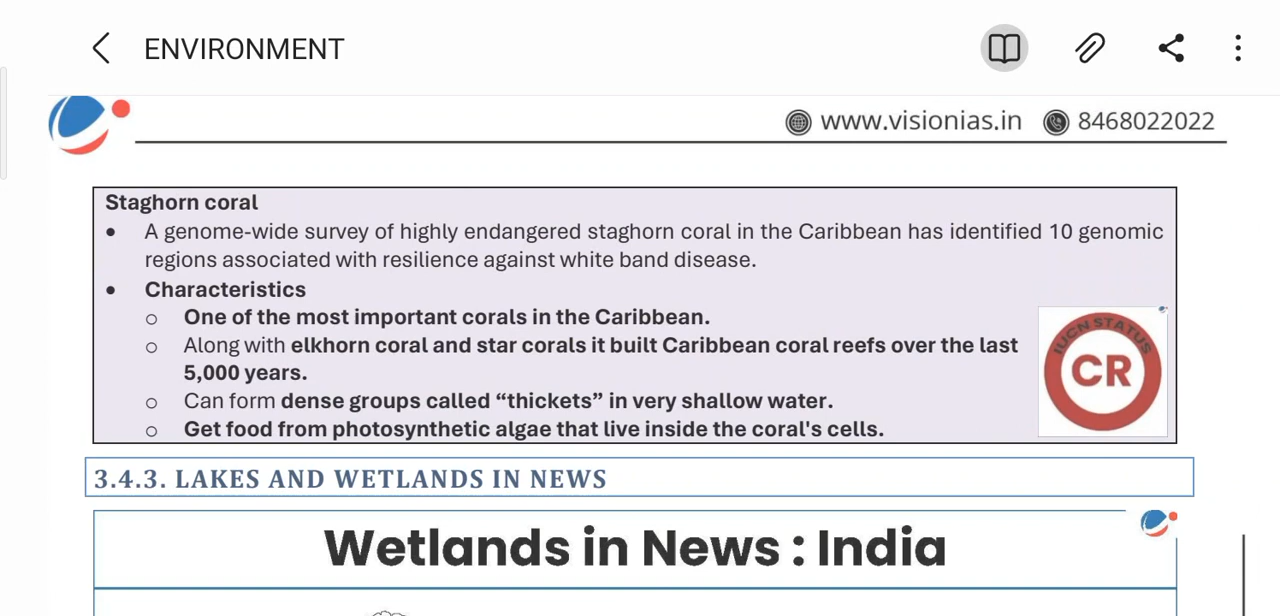 ENVIRONMENT
www.visionias.in 8468022022
Staghorn coral
• A genome-wide survey of highly endangered staghorn coral in the Caribbean has identified 10 genomic
regions associated with resilience against white band disease.
• Characteristics
o One of the most important corals in the Caribbean.
o Along with elkhorn coral and star corals it built Caribbean coral reefs over the last
5,000 years.
o Can form dense groups called “thickets” in very shallow water.
o Get food from photosynthetic algae that live inside the coral's cells.
IUCN STATUS
CR
3.4.3. LAKES AND WETLANDS IN NEWS
Wetlands in News : India